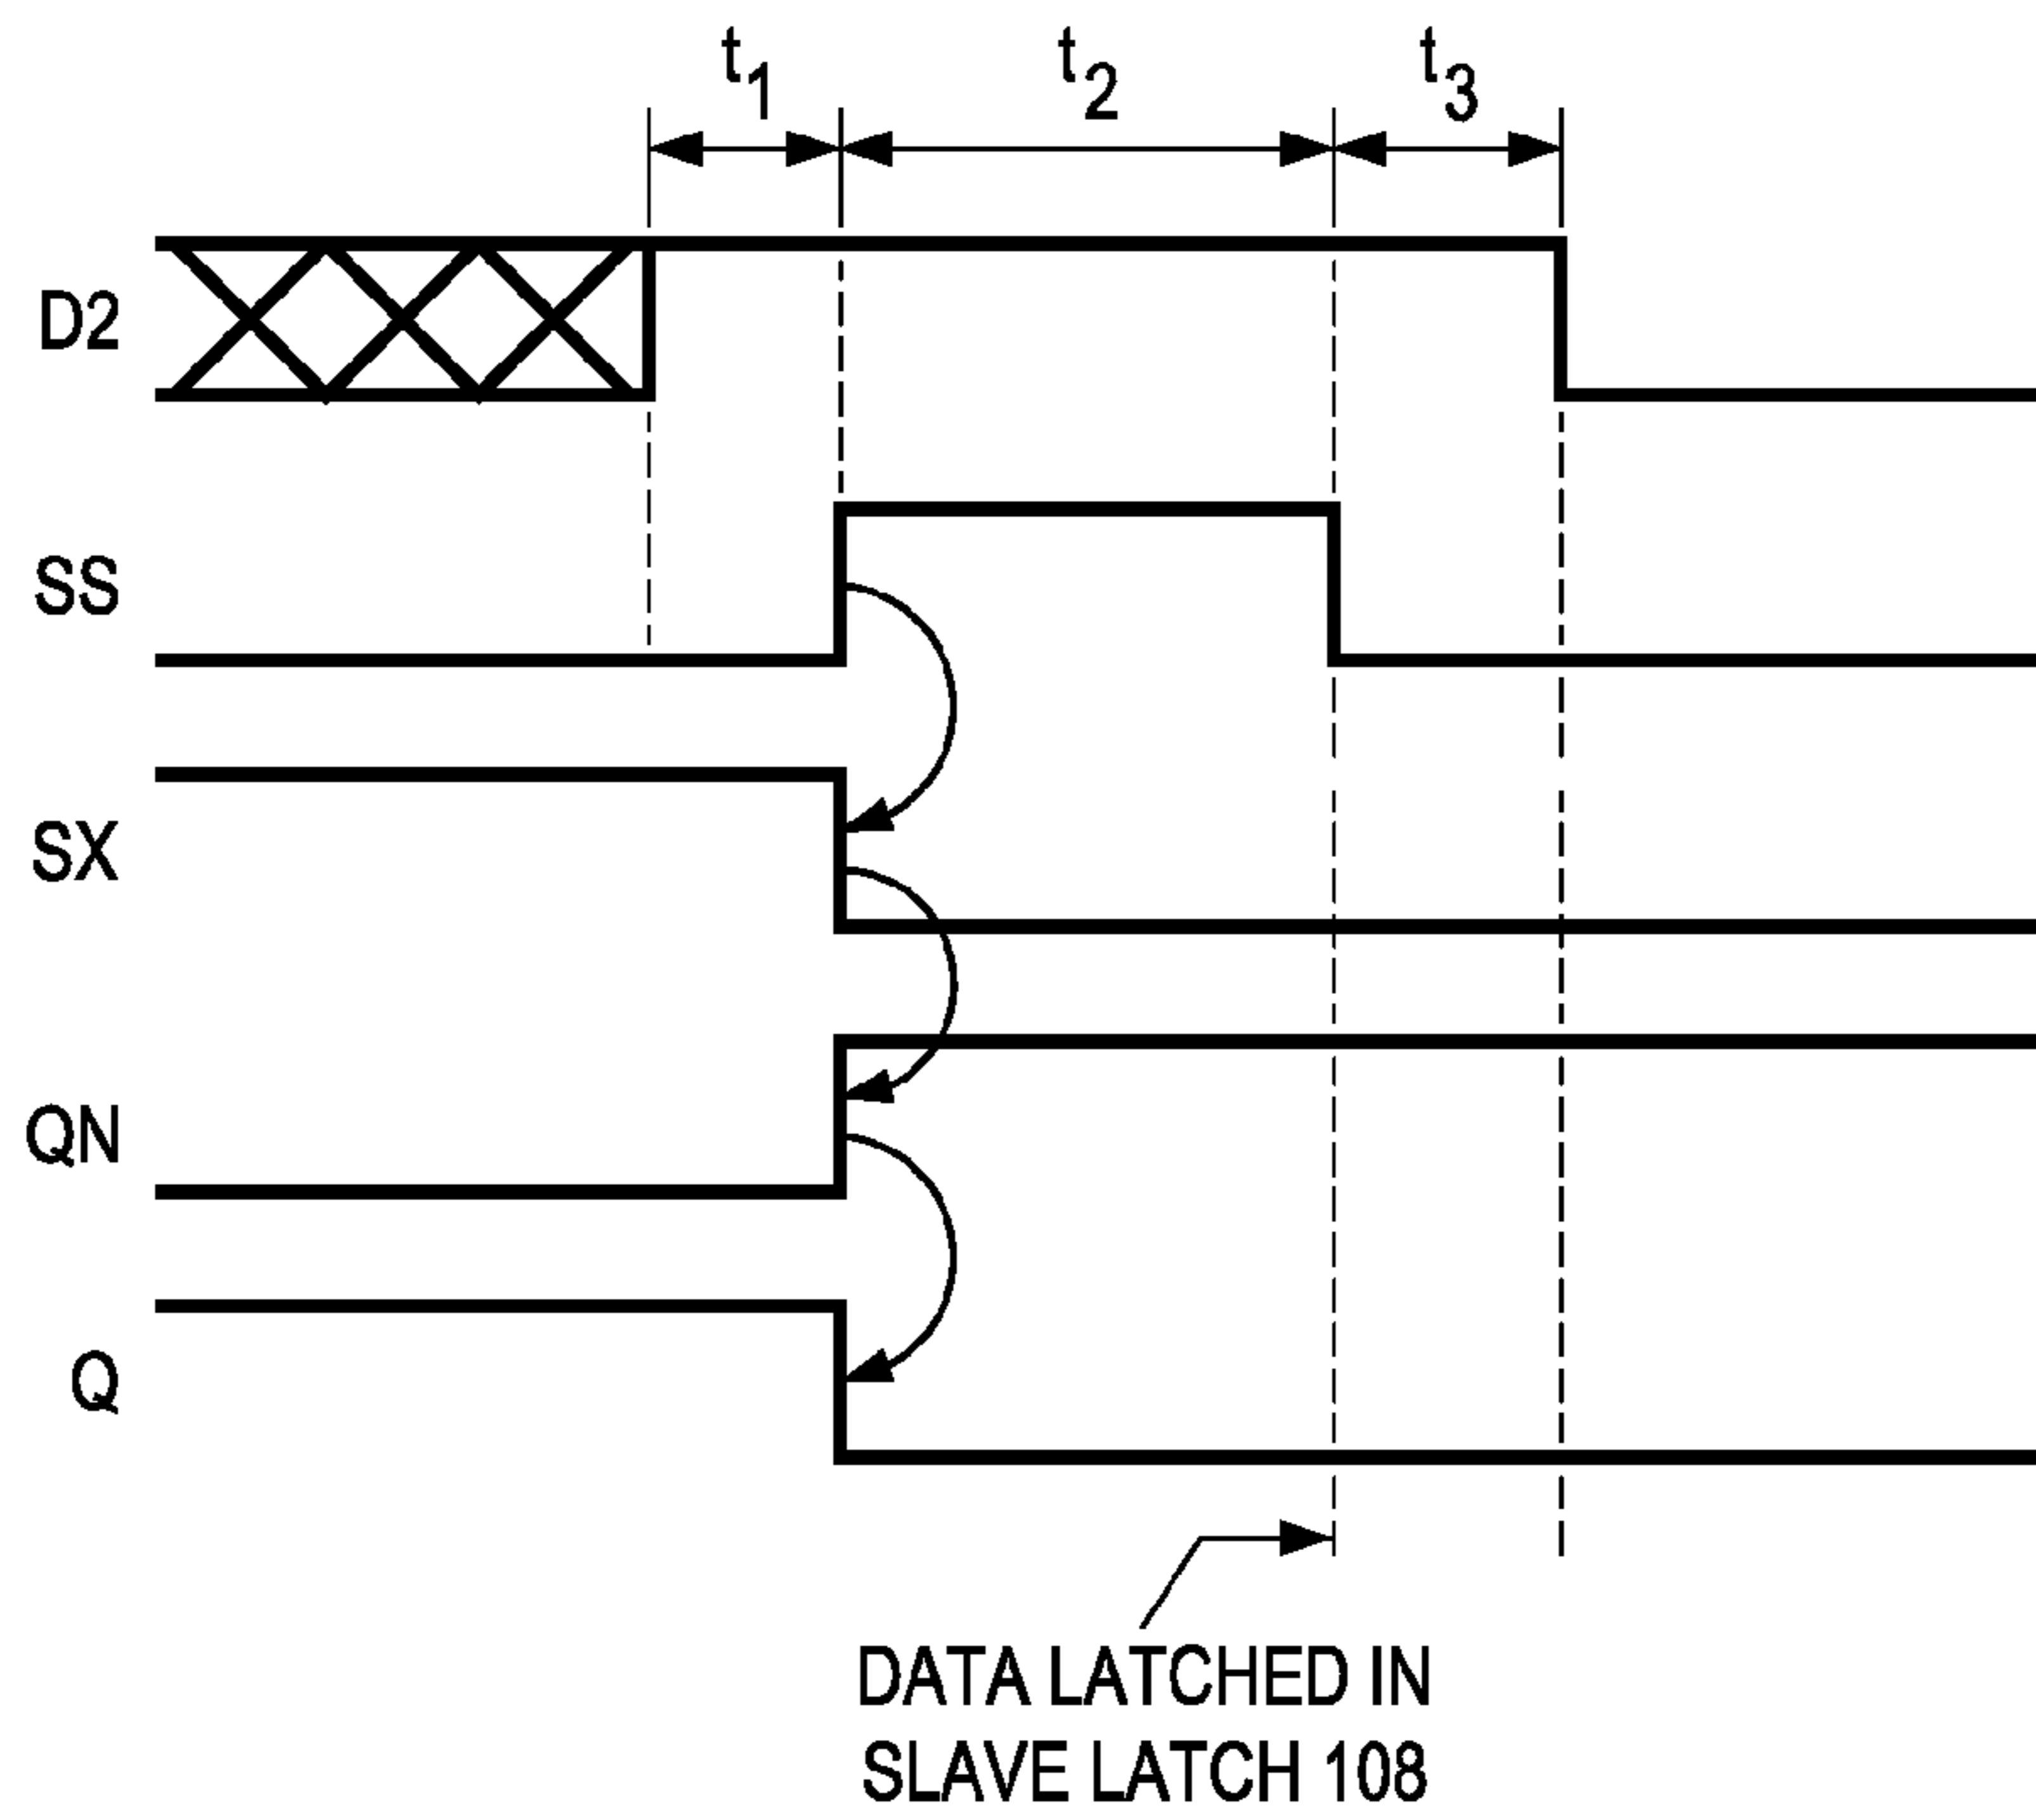 t1 t2 t3
D2
SS
SX
QN
Q
DATA LATCHED IN
SLAVE LATCH 108